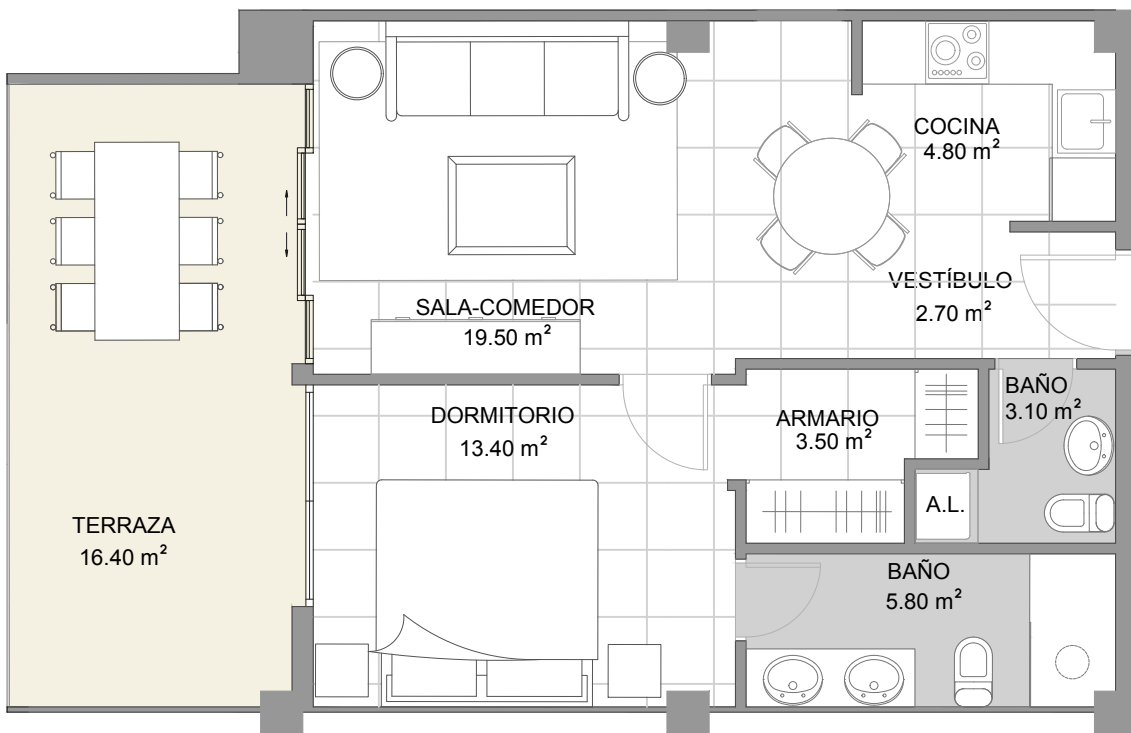 COCINA
4.80 m²
VESTÍBULO
2.70 m²
SALA-COMEDOR
19.50 m²
BAÑO
3.10 m²
DORMITORIO
13.40 m²
ARMARIO
3.50 m²
A.L.
TERRAZA
16.40 m²
BAÑO
5.80 m²